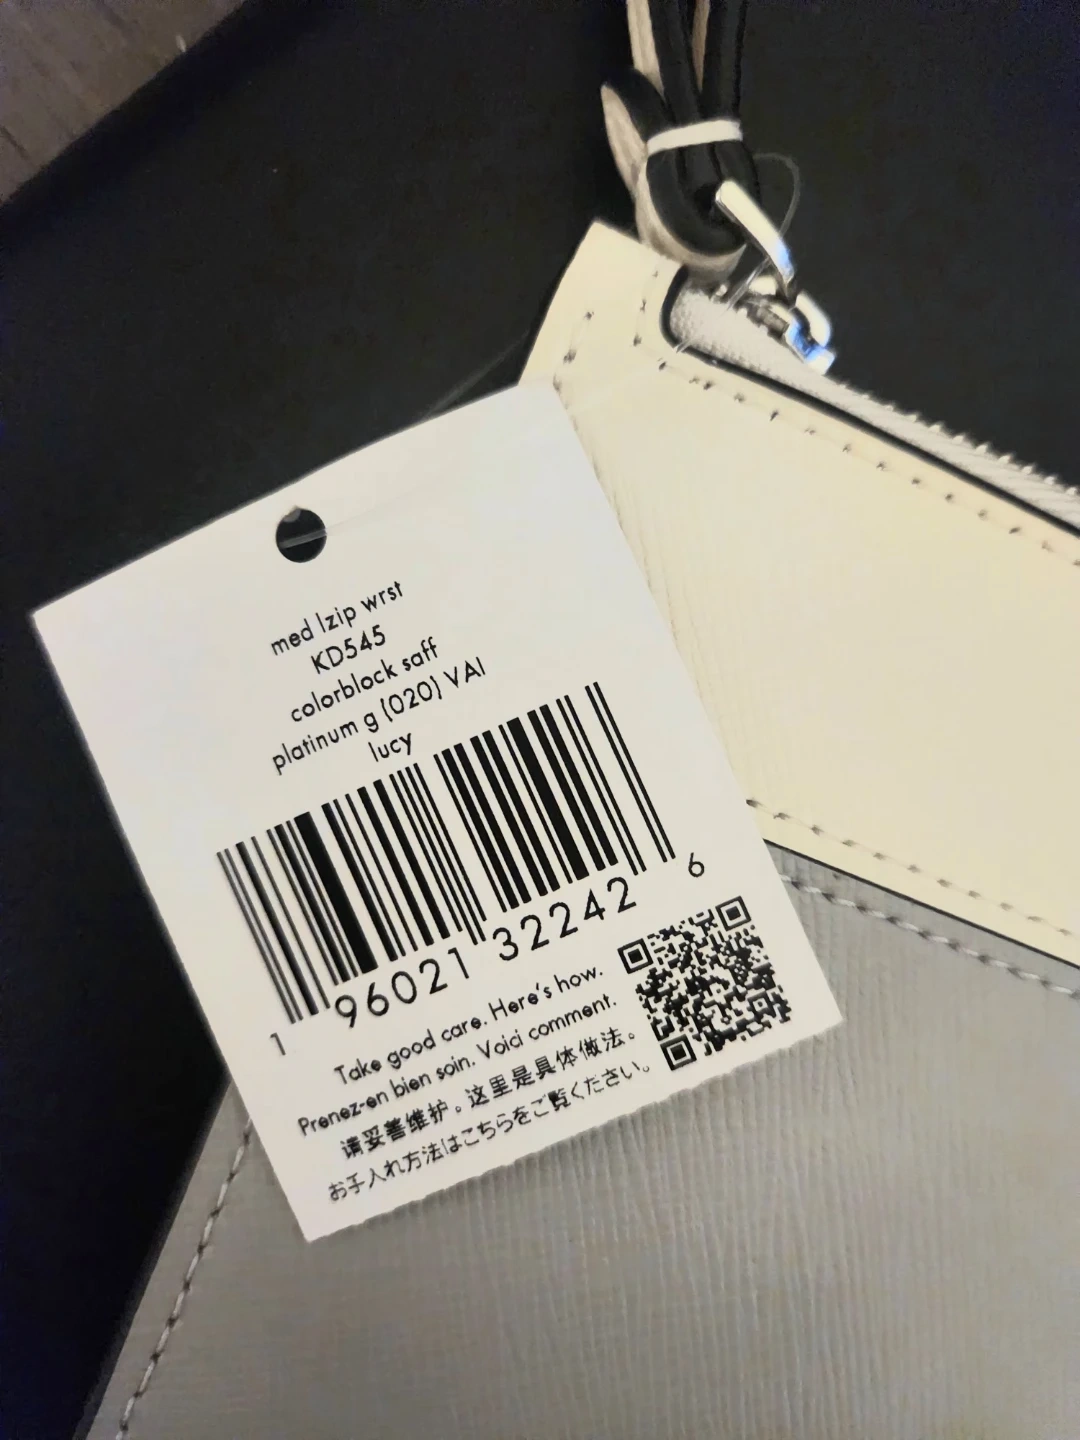 med lzip wrst
KD545
colorblock saff
platinum g (020) VAI
lucy
1 96021 32242 6
Take good care. Here's how.
Prenez-en bien soin. Voici comment.
请妥善维护。这里是具体做法。
お手入れ方法はこちらをご覧ください。